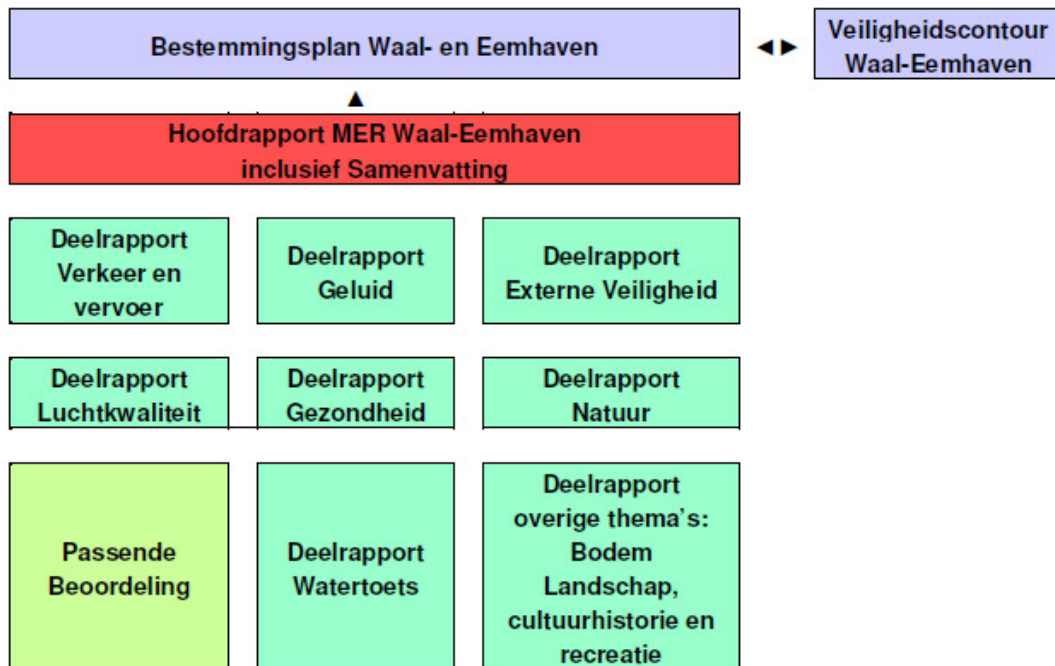 Bestemmingsplan Waal- en Eemhaven
◄►
Veiligheidscontour
Waal-Eemhaven
▲
Hoofdrapport MER Waal-Eemhaven
inclusief Samenvatting
Deelrapport
Verkeer en
vervoer
Deelrapport
Geluid
Deelrapport
Externe Veiligheid
Deelrapport
Luchtkwaliteit
Deelrapport
Gezondheid
Deelrapport
Natuur
Passende
Beoordeling
Deelrapport
Watertoets
Deelrapport
overige thema's:
Bodem
Landschap,
cultuurhistorie en
recreatie